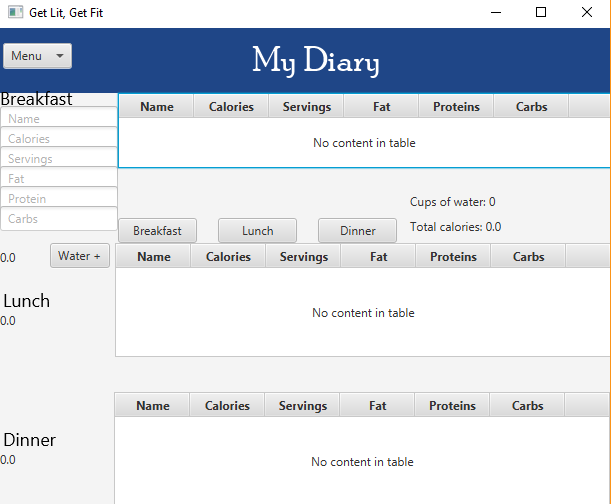 Get Lit, Get Fit
Menu
My Diary
Breakfast
Name
Calories
Servings
Fat
Protein
Carbs
Name Calories Servings Fat Proteins Carbs
No content in table
Cups of water: 0
Total calories: 0.0
Breakfast Lunch Dinner
0.0 Water +
Name Calories Servings Fat Proteins Carbs
No content in table
Lunch
0.0
Name Calories Servings Fat Proteins Carbs
No content in table
Dinner
0.0